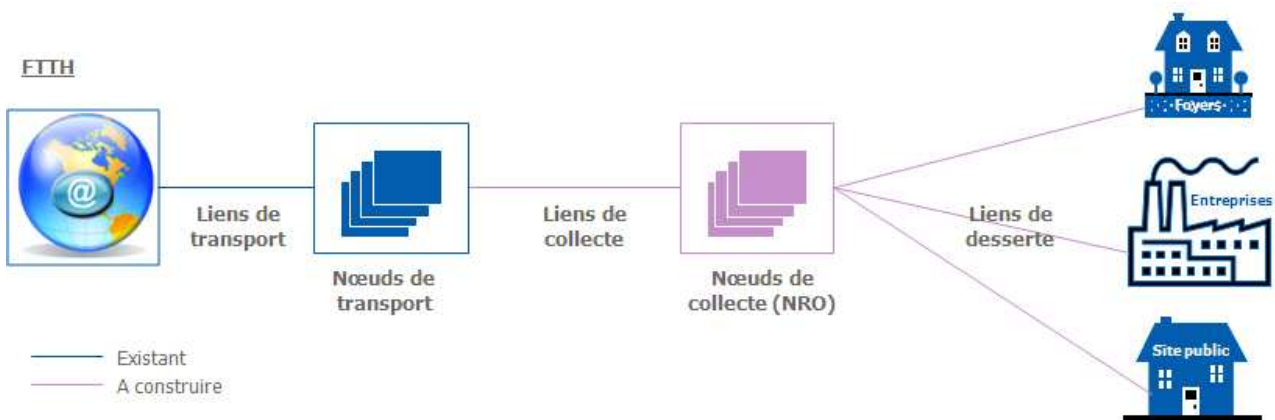 FTTH
@
Liens de
transport
Nœuds de
transport
Liens de
collecte
Nœuds de
collecte (NRO)
Liens de
desserte
Foyers
Entreprises
Site public
Existant
A construire